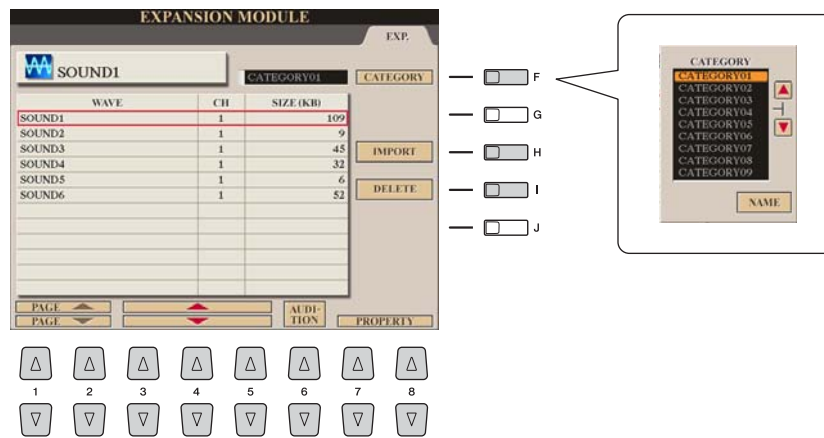 EXPANSION MODULE
EXP.
SOUND1
CATEGORY01
CATEGORY
WAVE CH SIZE (KB)
SOUND1 1 109
SOUND2 1 9
SOUND3 1 45
SOUND4 1 32
SOUND5 1 6
SOUND6 1 52
IMPORT
DELETE
PAGE
PAGE
AUDI-
TION
PROPERTY
F
G
H
I
J
CATEGORY
CATEGORY01
CATEGORY02
CATEGORY03
CATEGORY04
CATEGORY05
CATEGORY06
CATEGORY07
CATEGORY08
CATEGORY09
NAME
1 2 3 4 5 6 7 8